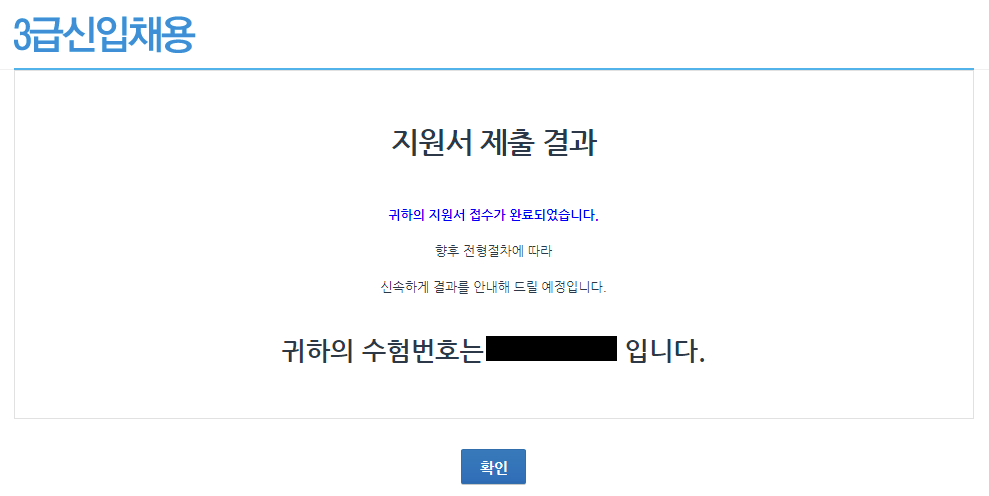 3급신입채용
지원서 제출 결과
귀하의 지원서 접수가 완료되었습니다.
향후 전형절차에 따라
신속하게 결과를 안내해 드릴 예정입니다.
귀하의 수험번호는 입니다.
확인